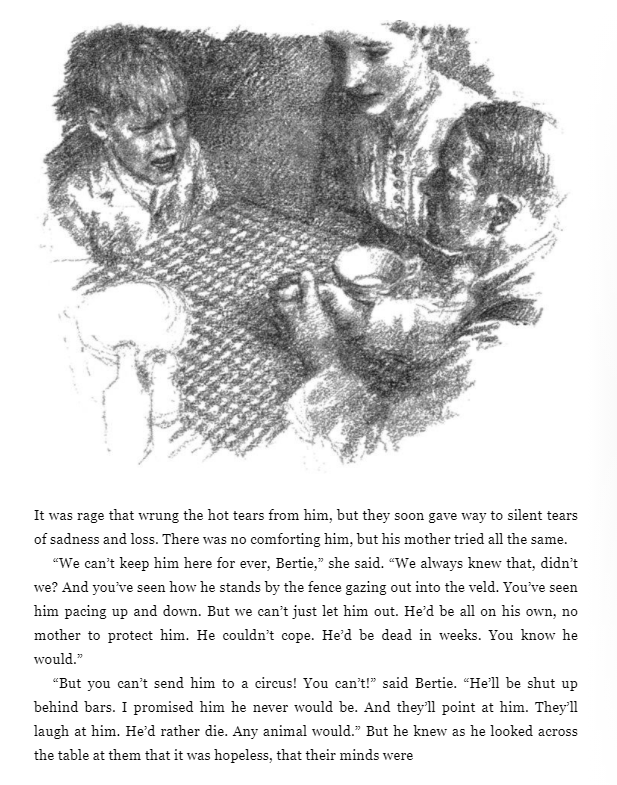 It was rage that wrung the hot tears from him, but they soon gave way to silent tears
of sadness and loss. There was no comforting him, but his mother tried all the same.
“We can’t keep him here for ever, Bertie,” she said. “We always knew that, didn’t
we? And you’ve seen how he stands by the fence gazing out into the veld. You’ve seen
him pacing up and down. But we can’t just let him out. He’d be all on his own, no
mother to protect him. He couldn’t cope. He’d be dead in weeks. You know he
would.”
“But you can’t send him to a circus! You can’t!” said Bertie. “He’ll be shut up
behind bars. I promised him he never would be. And they’ll point at him. They’ll
laugh at him. He’d rather die. Any animal would.” But he knew as he looked across
the table at them that it was hopeless, that their minds were